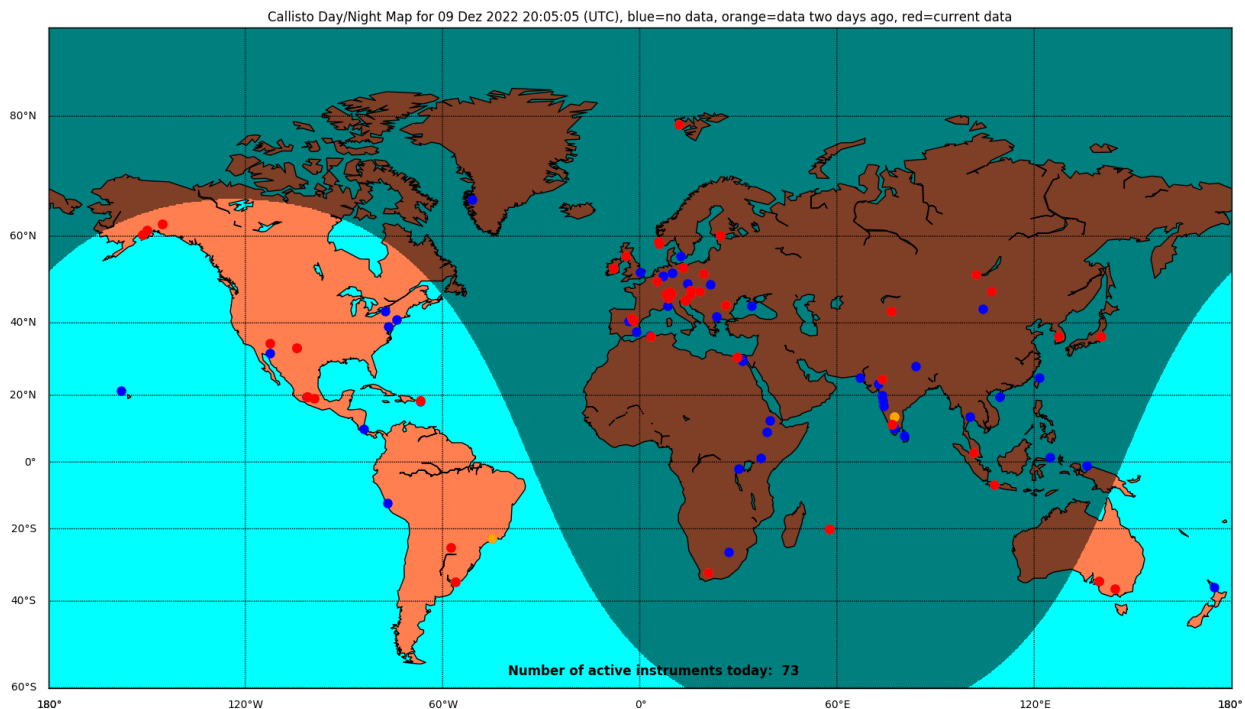 Callisto Day/Night Map for 09 Dez 2022 20:05:05 (UTC), blue=no data, orange=data two days ago, red=current data
80°N
60°N
40°N
20°N
0°
20°S
40°S
60°S
Number of active instruments today: 73
180° 120°W 60°W 0° 60°E 120°E 180°